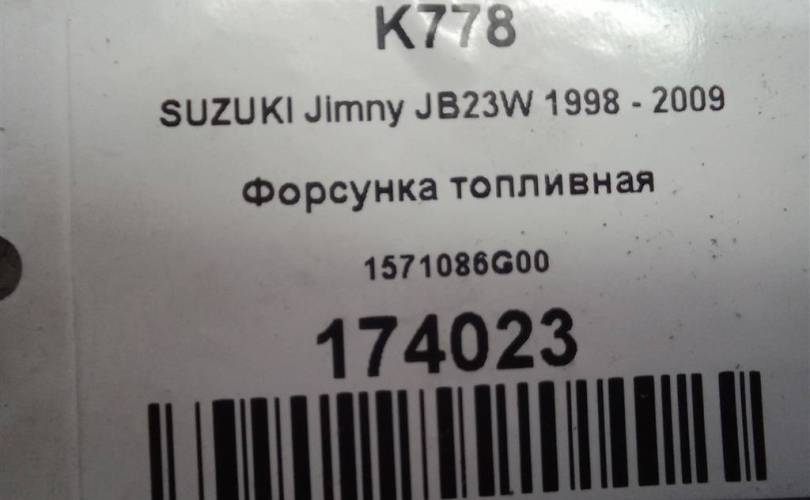 K778
SUZUKI Jimny JB23W 1998 - 2009
Форсунка топливная
1571086G00
174023